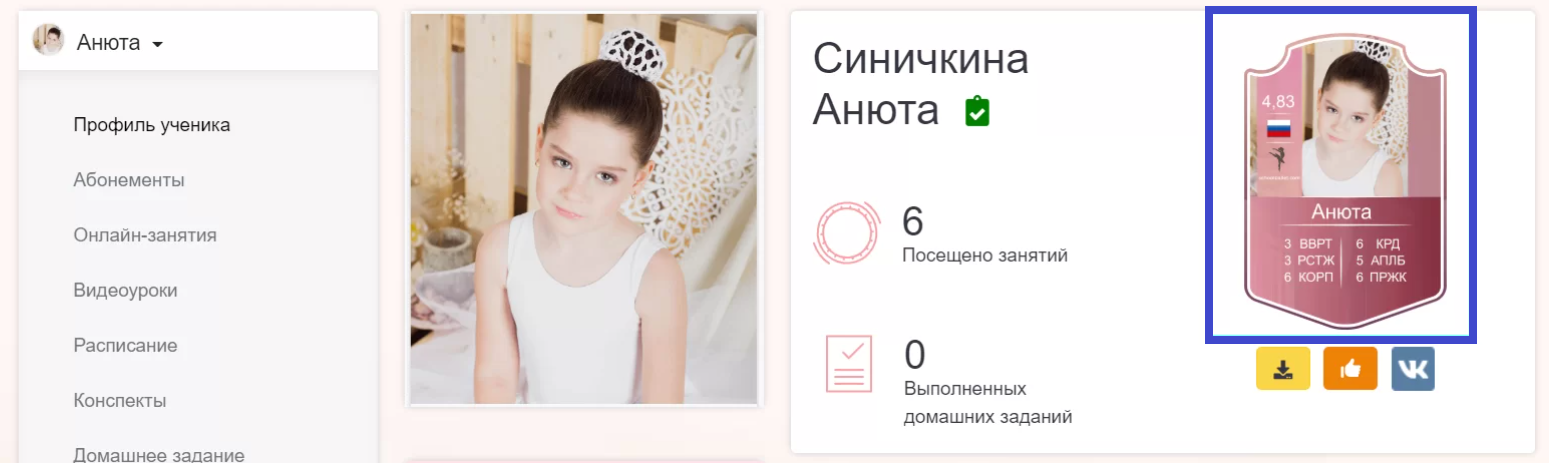 Анюта
Профиль ученика
Абонементы
Онлайн-занятия
Видеоуроки
Расписание
Конспекты
Домашнее задание
Синичкина
Анюта
6
Посещено занятий
0
Выполненных
домашних заданий
4,83
Анюта
3 ВВРТ 6 КРД
3 РСТЖ 5 АПЛБ
6 КОРП 6 ПРЖК